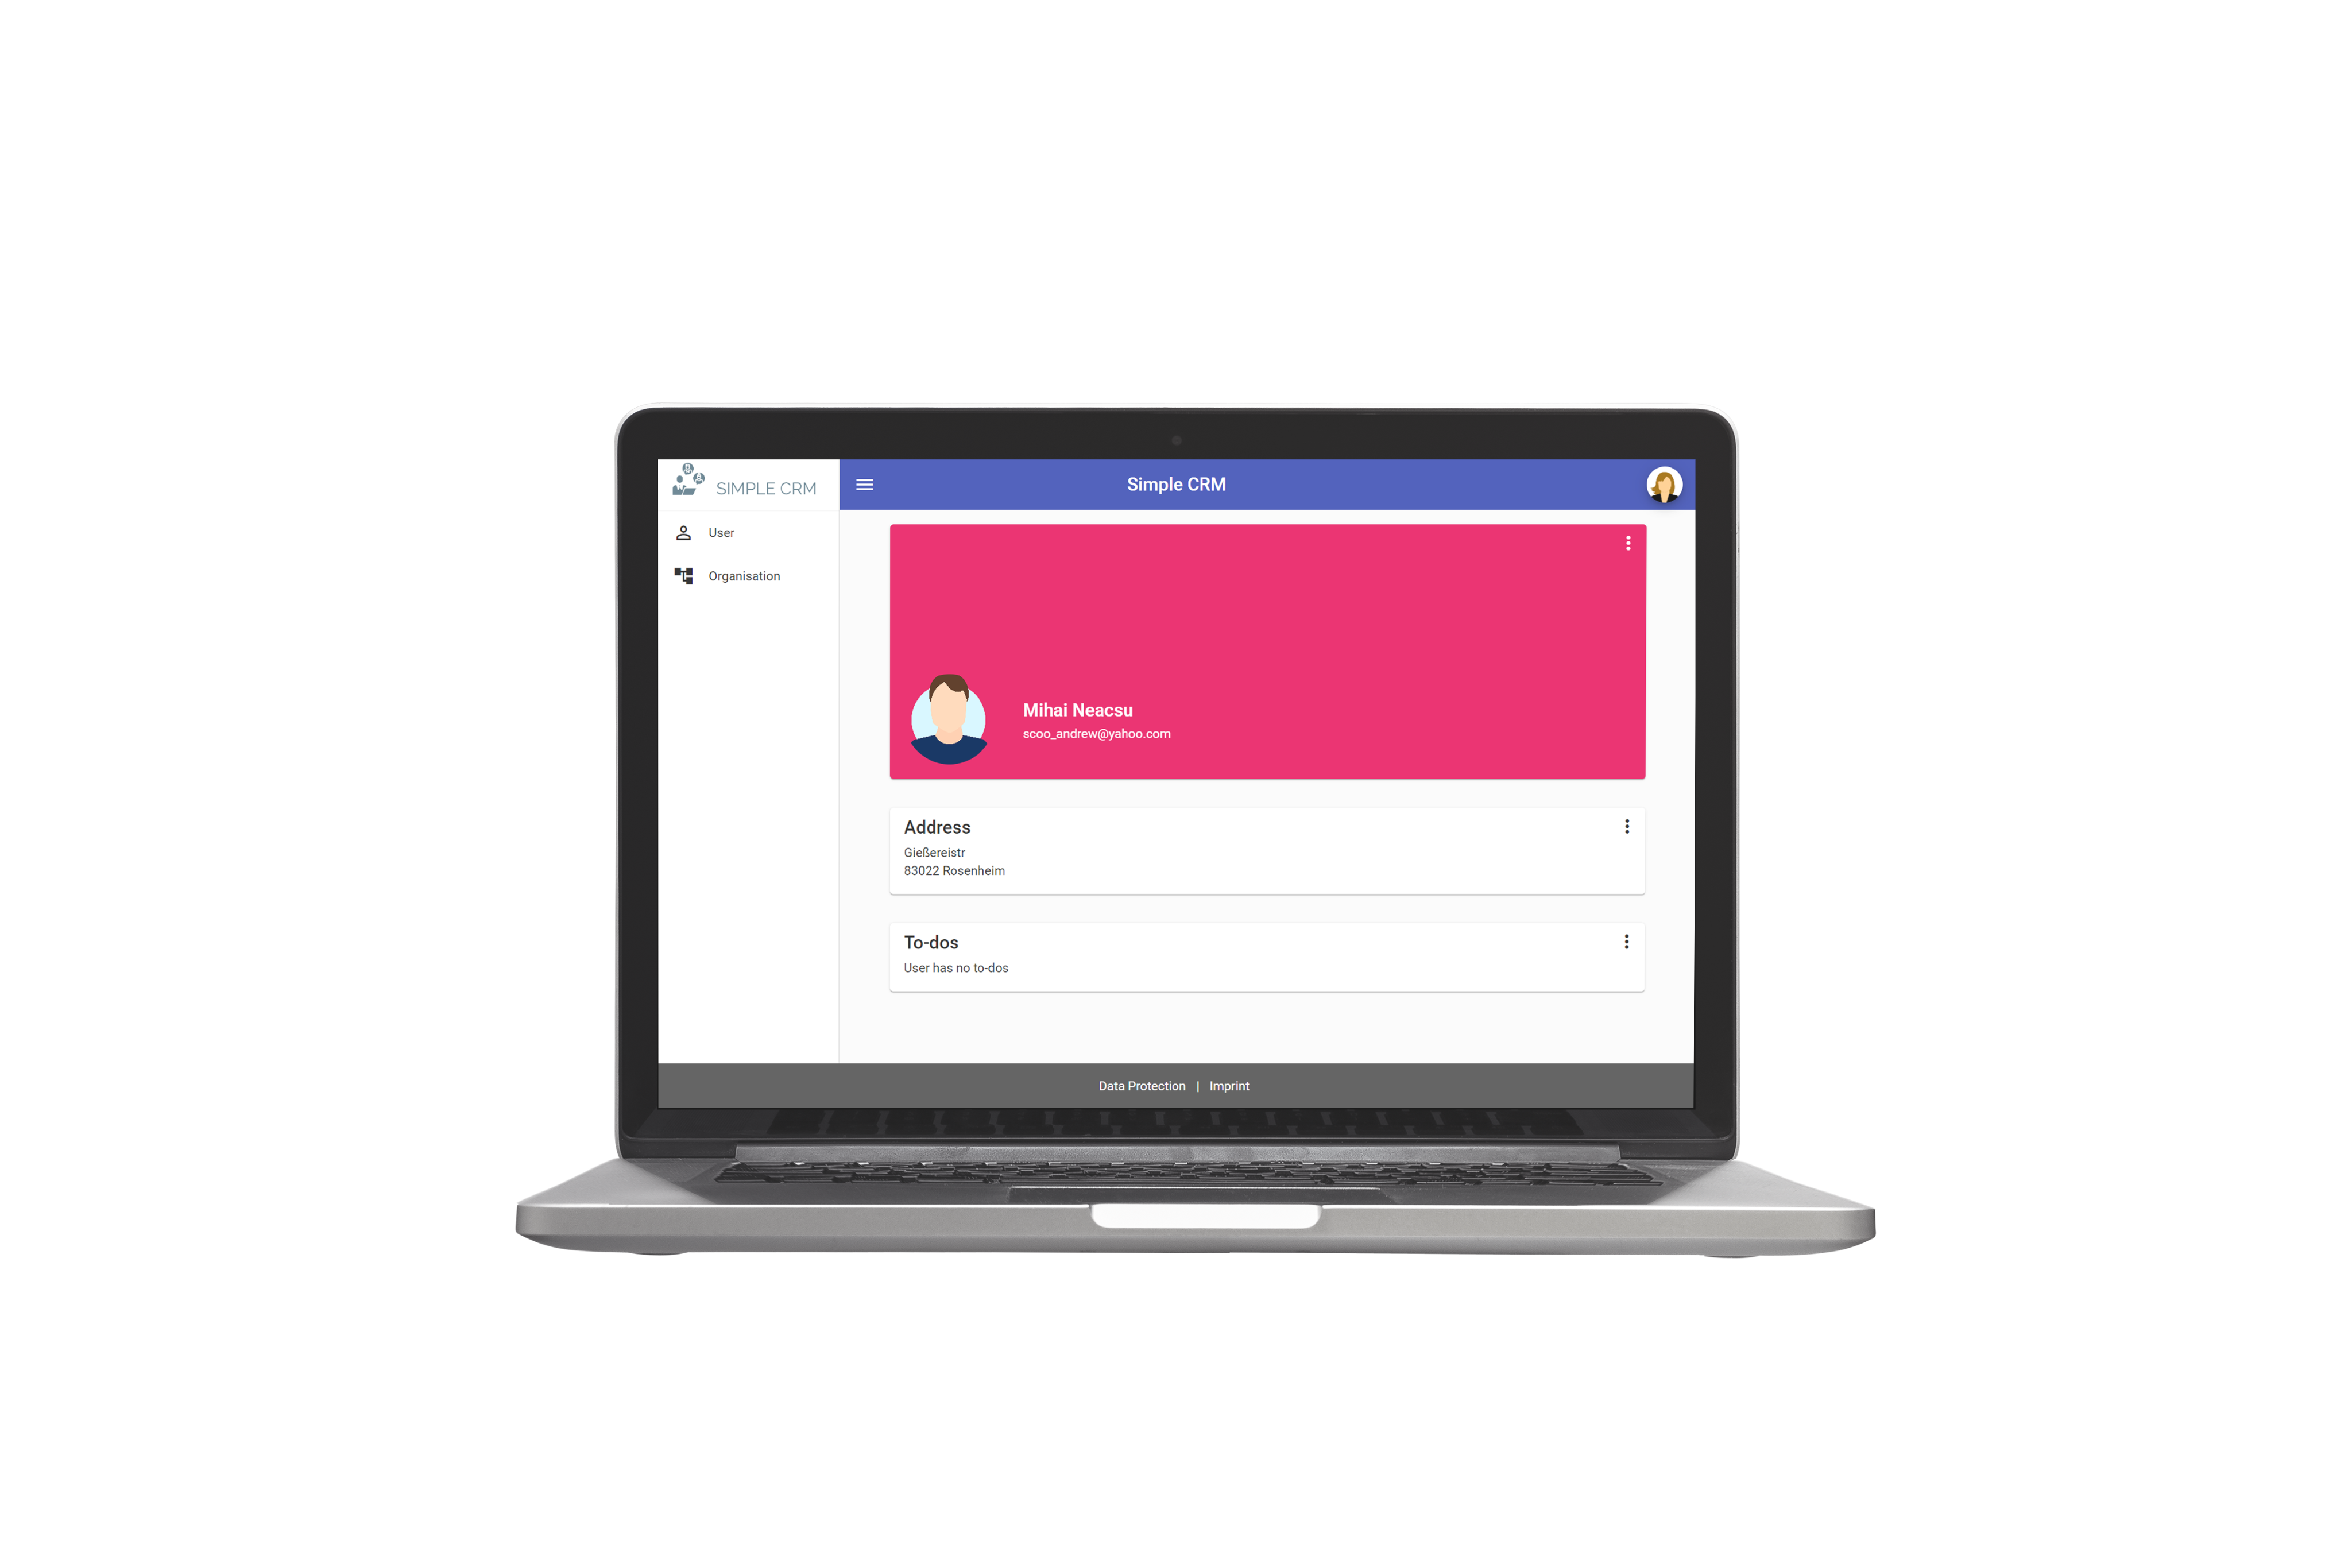 SIMPLE CRM
Simple CRM
User
Organisation
Mihai Neacsu
scoo_andrew@yahoo.com
Address
Gießereistr
83022 Rosenheim
To-dos
User has no to-dos
Data Protection | Imprint